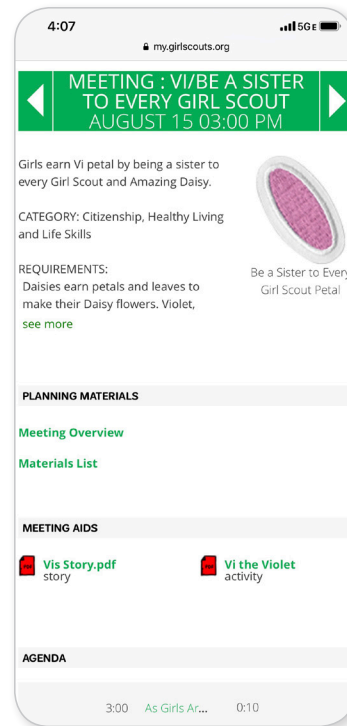 4:07
5GE
my.girlscouts.org
MEETING : VI/BE A SISTER
TO EVERY GIRL SCOUT
AUGUST 15 03:00 PM
Girls earn Vi petal by being a sister to
every Girl Scout and Amazing Daisy.
CATEGORY: Citizenship, Healthy Living
and Life Skills
REQUIREMENTS:
Daisies earn petals and leaves to
make their Daisy flowers. Violet,
see more
Be a Sister to Every
Girl Scout Petal
PLANNING MATERIALS
Meeting Overview
Materials List
MEETING AIDS
Vis Story.pdf
story
Vi the Violet
activity
AGENDA
3:00 As Girls Ar... 0:10